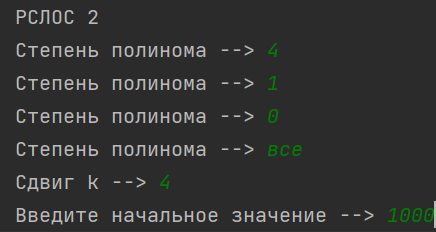 РСЛОС 2
Степень полинома --> 4
Степень полинома --> 1
Степень полинома --> 0
Степень полинома --> все
Сдвиг k --> 4
Введите начальное значение --> 1000